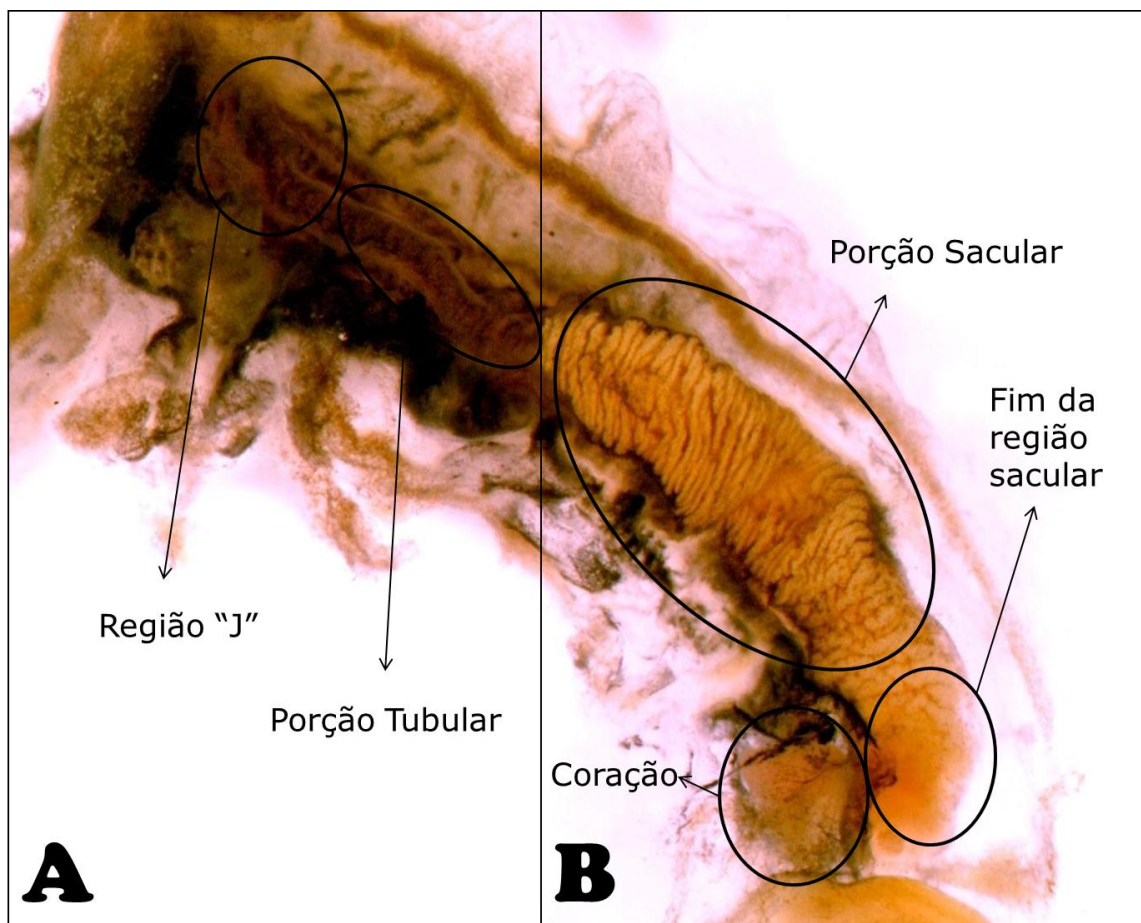 Porção Sacular
Fim da
região
sacular
Região “J”
Porção Tubular
Coração
A
B